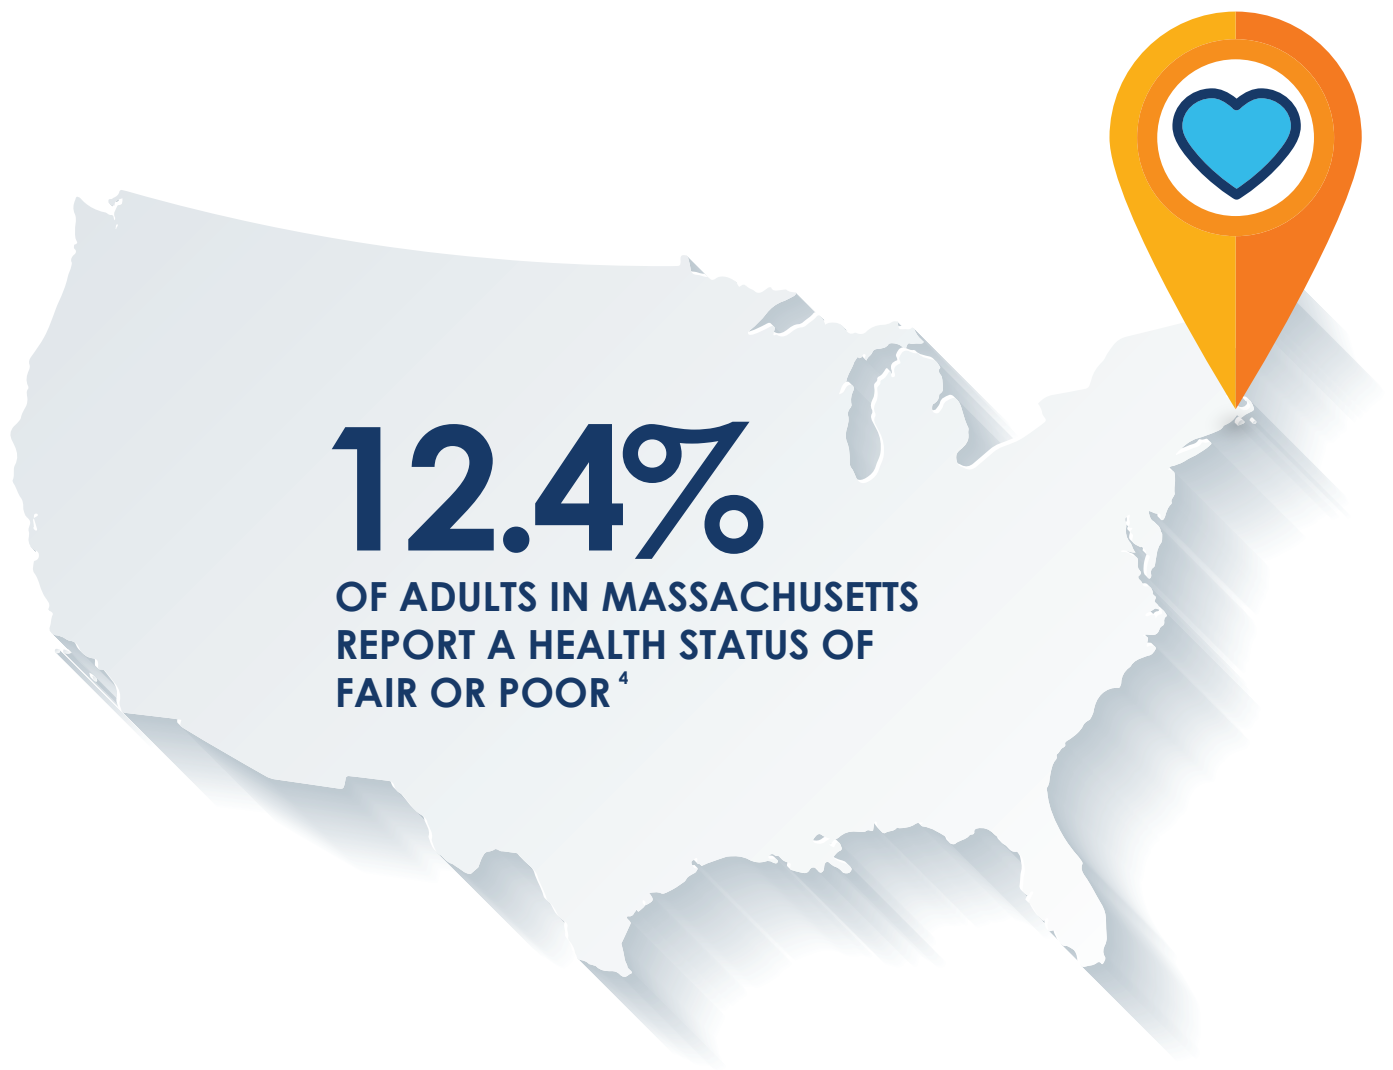 12.4%
OF ADULTS IN MASSACHUSETTS
REPORT A HEALTH STATUS OF
FAIR OR POOR 4